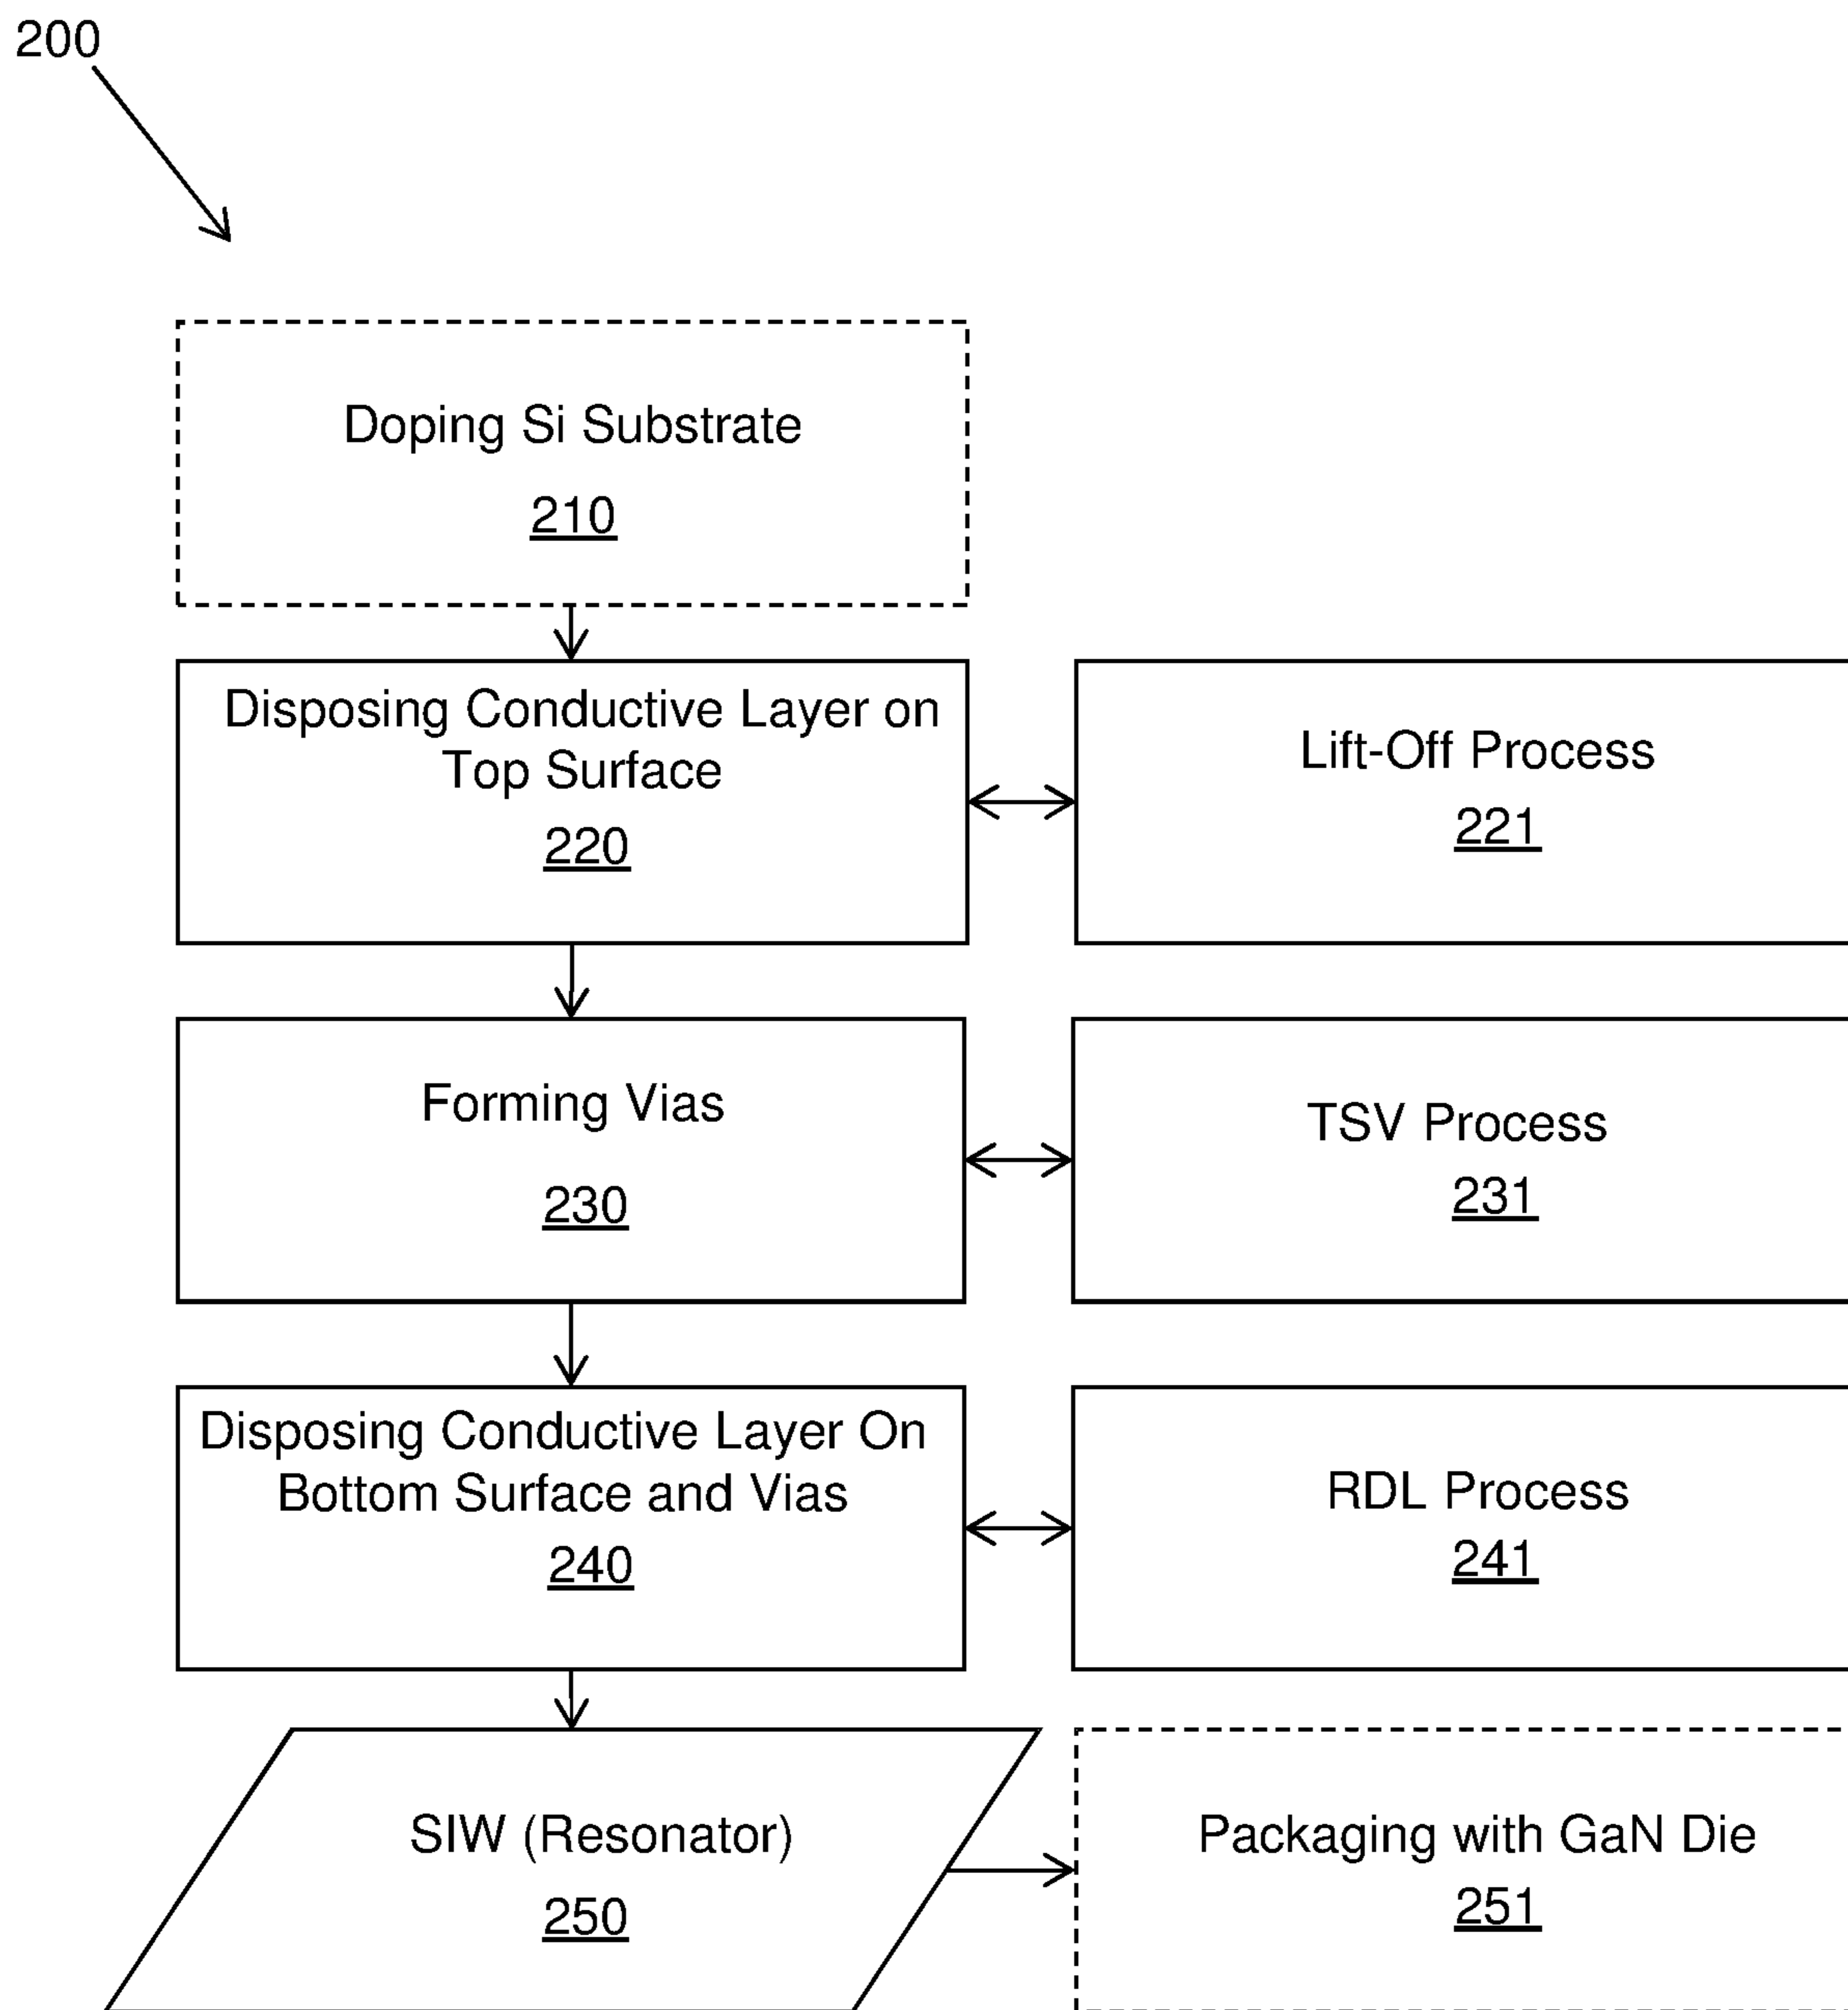 200
Doping Si Substrate
210
Disposing Conductive Layer on
Top Surface
220
Lift-Off Process
221
Forming Vias
230
TSV Process
231
Disposing Conductive Layer On
Bottom Surface and Vias
240
RDL Process
241
SIW (Resonator)
250
Packaging with GaN Die
251